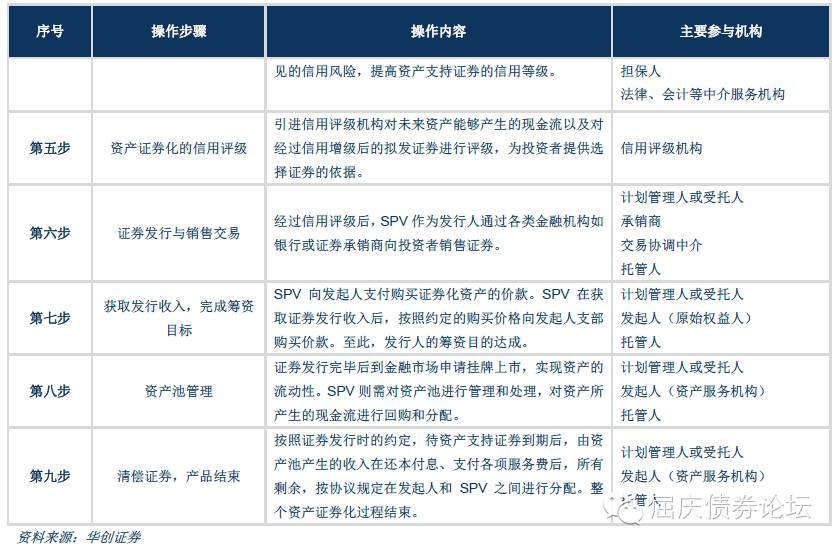 序号 操作步骤 操作内容 主要参与机构
见的信用风险，提高资产支持证券的信用等级。
担保人
法律、会计等中介服务机构
第五步
资产证券化的信用评级
引进信用评级机构对未来资产能够产生的现金流以及对
经过信用增级后的拟发证券进行评级，为投资者提供选
择证券的依据。
信用评级机构
第六步
证券发行与销售交易
经过信用评级后，SPV 作为发行人通过各类金融机构如
银行或证券承销商向投资者销售证券。
计划管理人或受托人
承销商
交易协调中介
托管人
第七步
获取发行收入，完成筹资
目标
SPV 向发起人支付购买证券化资产的价款。SPV 在获
取证券发行收入后，按照约定的购买价格向发起人支部
购买价款。至此，发行人的筹资目的达成。
计划管理人或受托人
发起人（原始权益人）
托管人
第八步
资产池管理
证券发行完毕后到金融市场申请挂牌上市，实现资产的
流动性。SPV 则需对资产池进行管理和处理，对资产所
产生的现金流进行回购和分配。
计划管理人或受托人
发起人（资产服务机构）
托管人
第九步
清偿证券，产品结束
按照证券发行时的约定，待资产支持证券到期后，由资
产池产生的收入在还本付息、支付各项服务费后，所有
剩余，按协议规定在发起人和 SPV 之间进行分配。整
个资产证券化过程结束。
计划管理人或受托人
发起人（资产服务机构）
托管人
屈庆债券论坛
资料来源：华创证券